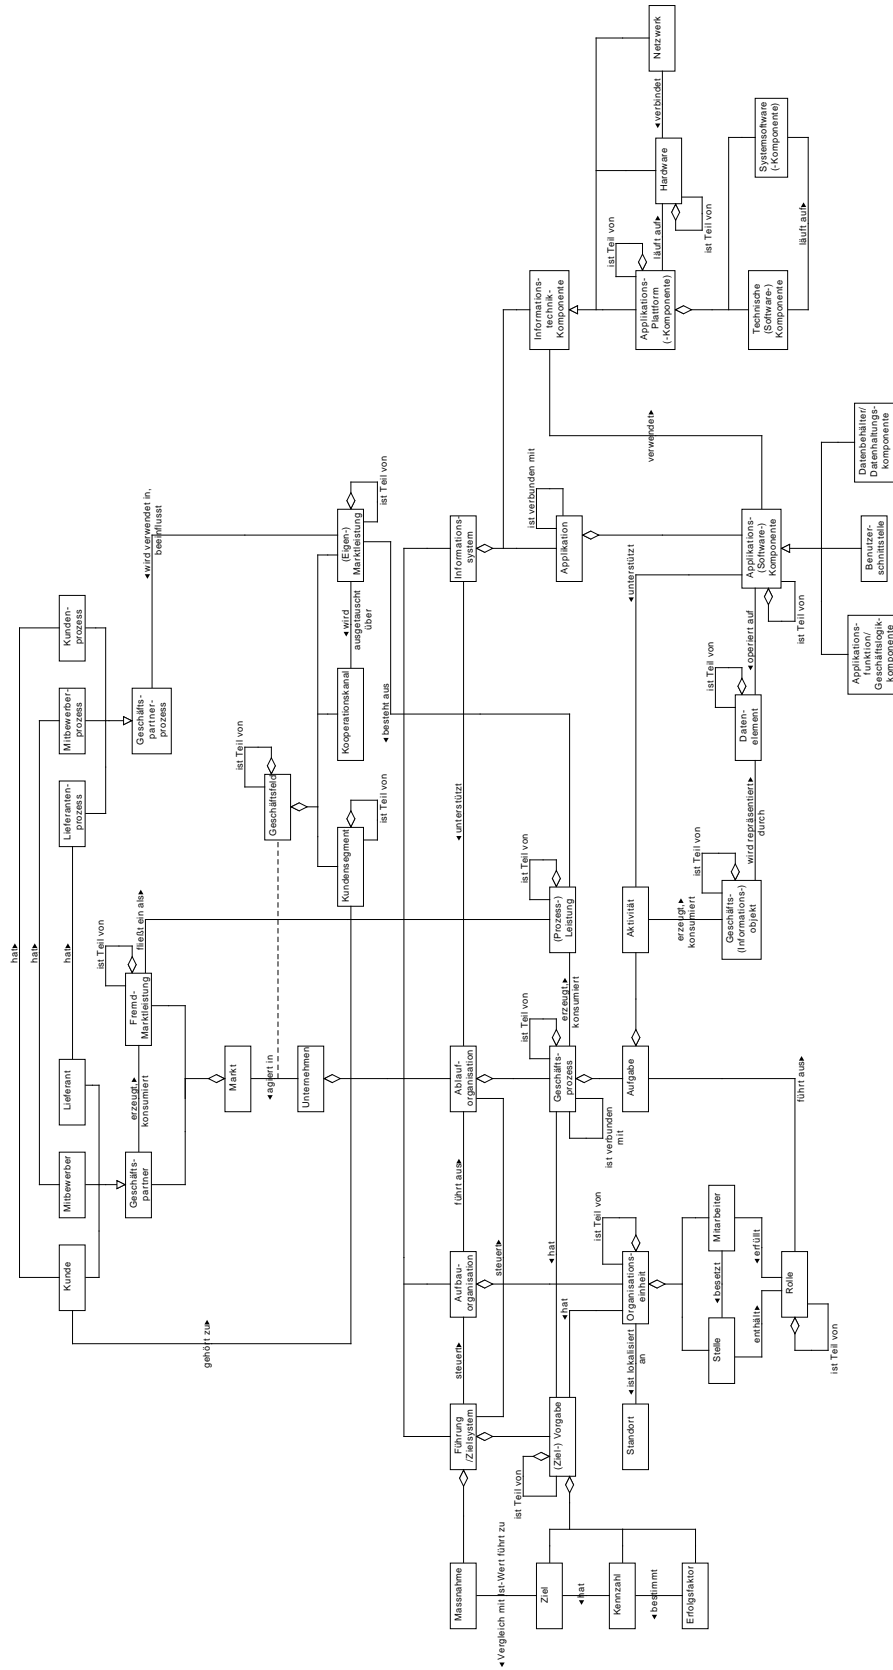 hat►
hat►
hat►
Kunde
Mitbewerber
Lieferant
Lieferanten-
prozess
Mitbewerber-
prozess
Kunden-
prozess
Geschäfts-
partner
erzeugt,►
konsumiert
Fremd-
Marktleistung
ist Teil von
fließt ein als►
Geschäfts-
partner-
prozess
◄wird verwendet in,
beeinflusst
gehört zu►
Markt
◄agiert in
Unternehmen
Geschäftsfeld
ist Teil von
Kundensegment
ist Teil von
Kooperationskanal
◄wird
ausgetauscht
über
(Eigen-)
Marktleistung
ist Teil von
◄besteht aus
Massnahme
Führung
/Zielsystem
steuert►
Aufbau-
organisation
führt aus►
steuert►
Ablauf-
organisation
◄unterstützt
Informations-
system
◄Vergleich mit Ist-Wert führt zu
Ziel
◄hat
Kennzahl
◄bestimmt
Erfolgsfaktor
(Ziel-) Vorgabe
ist Teil von
◄hat
◄hat
Geschäfts-
prozess
ist Teil von
ist verbunden
mit
erzeugt,►
konsumiert
(Prozess-)
Leistung
ist Teil von
Applikation
ist verbunden mit
Informations-
technik-
Komponente
Standort
◄ist lokalisiert
an
Organisations-
einheit
ist Teil von
Aufgabe
Aktivität
◄unterstützt
verwendet►
Applikations-
Plattform
(-Komponente)
ist Teil von
läuft auf►
Hardware
ist Teil von
◄verbindet
Netzwerk
Stelle
◄besetzt
Mitarbeiter
enthält►
◄erfüllt
Rolle
ist Teil von
führt aus►
erzeugt,►
konsumiert
Geschäfts-
(Informations-)
objekt
ist Teil von
wird repräsentiert►
durch
Daten-
element
ist Teil von
◄operiert auf
Applikations-
(Software-)
Komponente
ist Teil von
Technische
(Software-)
Komponente
Systemsoftware
(-Komponente)
läuft auf►
Applikations-
funktion/
Geschäftslogik-
komponente
Benutzer-
schnittstelle
Datenbehälter/
Datenhaltungs-
komponente